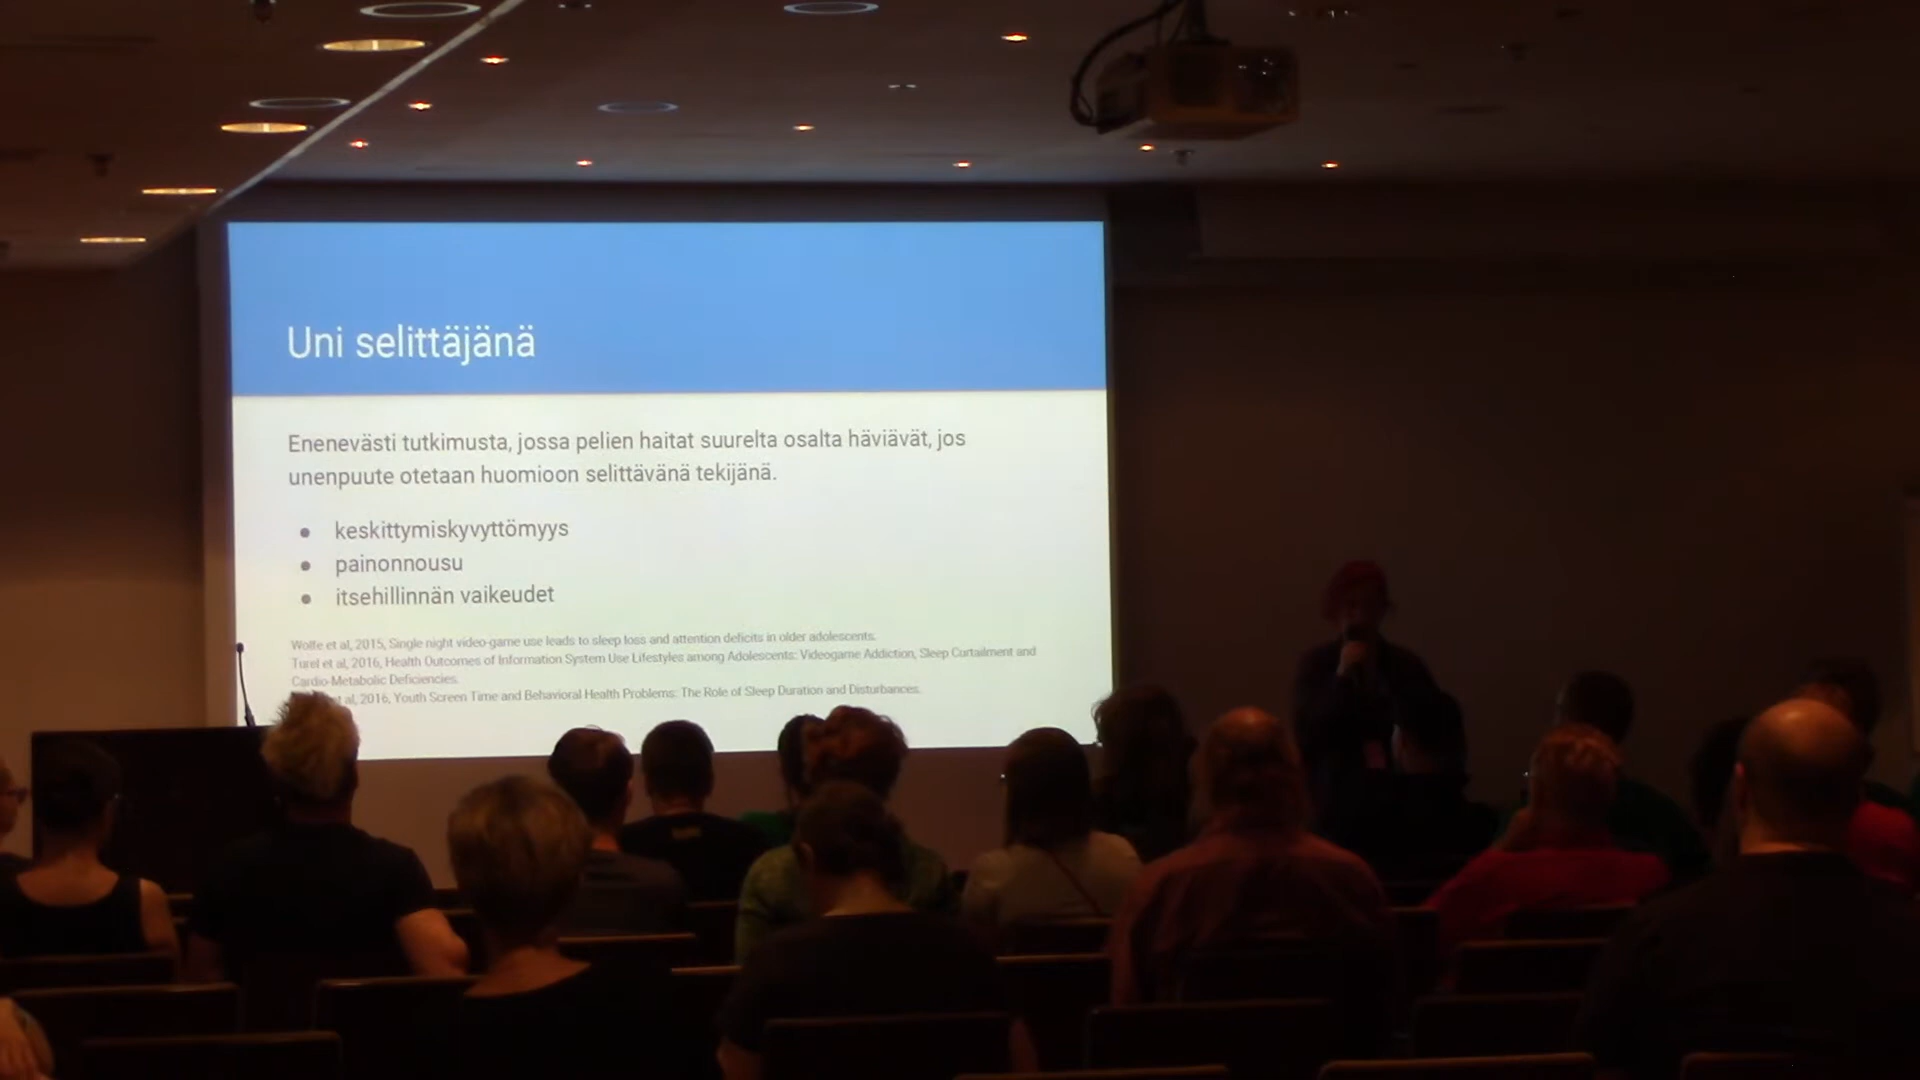 Uni selittäjänä
Enenevästi tutkimusta, jossa pelien haitat suurelta osalta häviävät, jos
unenpuute otetaan huomioon selittävänä tekijänä.
● keskittymiskyvyttömyys
● painonnousu
● itsehillinnän vaikeudet
Wolfe et al, 2015, Single night video-game use leads to sleep loss and attention deficits in older adolescents.
Turel et al, 2016, Health Outcomes of Information System Use Lifestyles among Adolescents: Videogame Addiction, Sleep Curtailment and
Cardio-Metabolic Deficiencies.
et al, 2016, Youth Screen Time and Behavioral Health Problems: The Role of Sleep Duration and Disturbances.